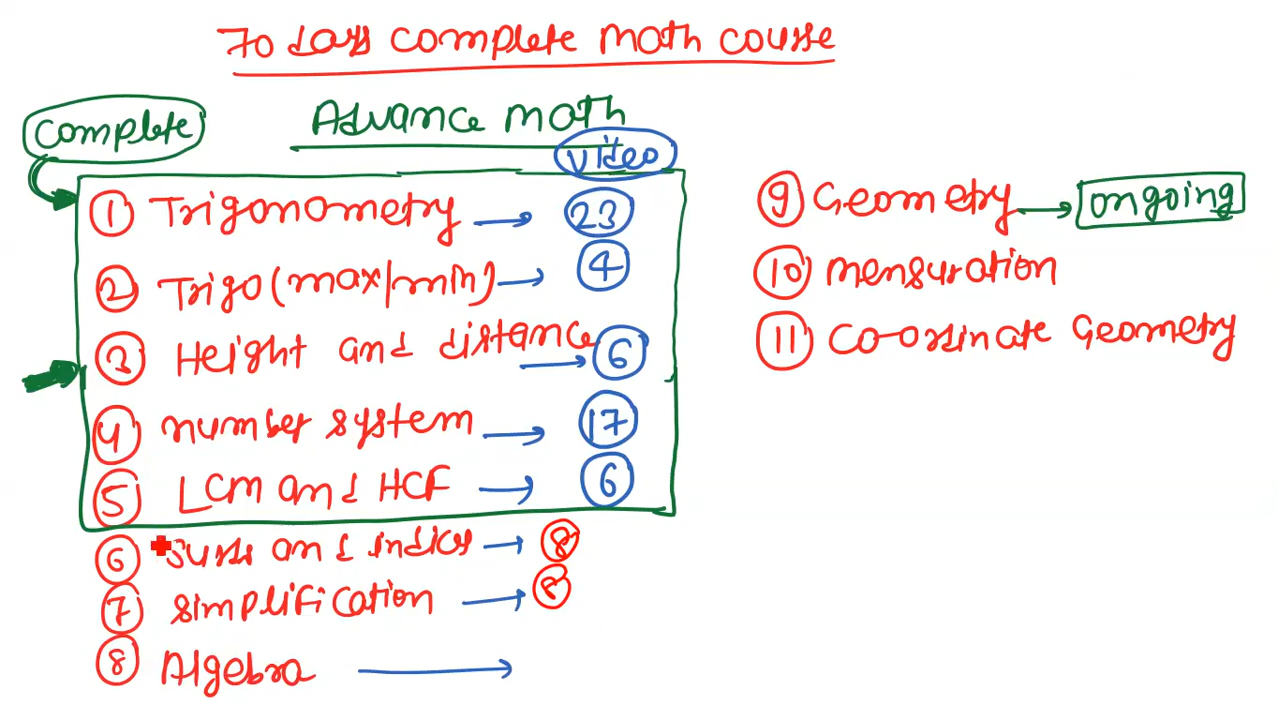 70 days complete math course
complete
Advance math
video
1 Trigonometry → 23
2 Trigo (max/min) → 4
3 Height and distance → 6
4 number system → 17
5 LCM and HCF → 6
6 Surds and indices → 8
7 simplification → 8
8 Algebra →
9 Geometry → ongoing
10 mensuration
11 Co-ordinate Geometry